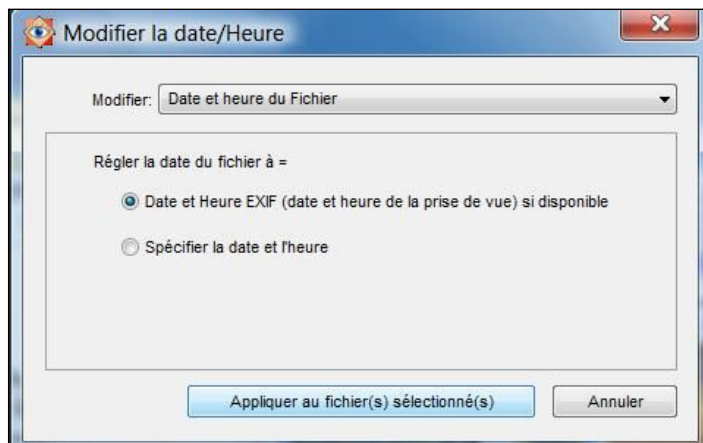 Modifier la date/Heure
Modifier: Date et heure du Fichier
Régler la date du fichier à =
Date et Heure EXIF (date et heure de la prise de vue) si disponible
Spécifier la date et l'heure
Appliquer au fichier(s) sélectionné(s) Annuler